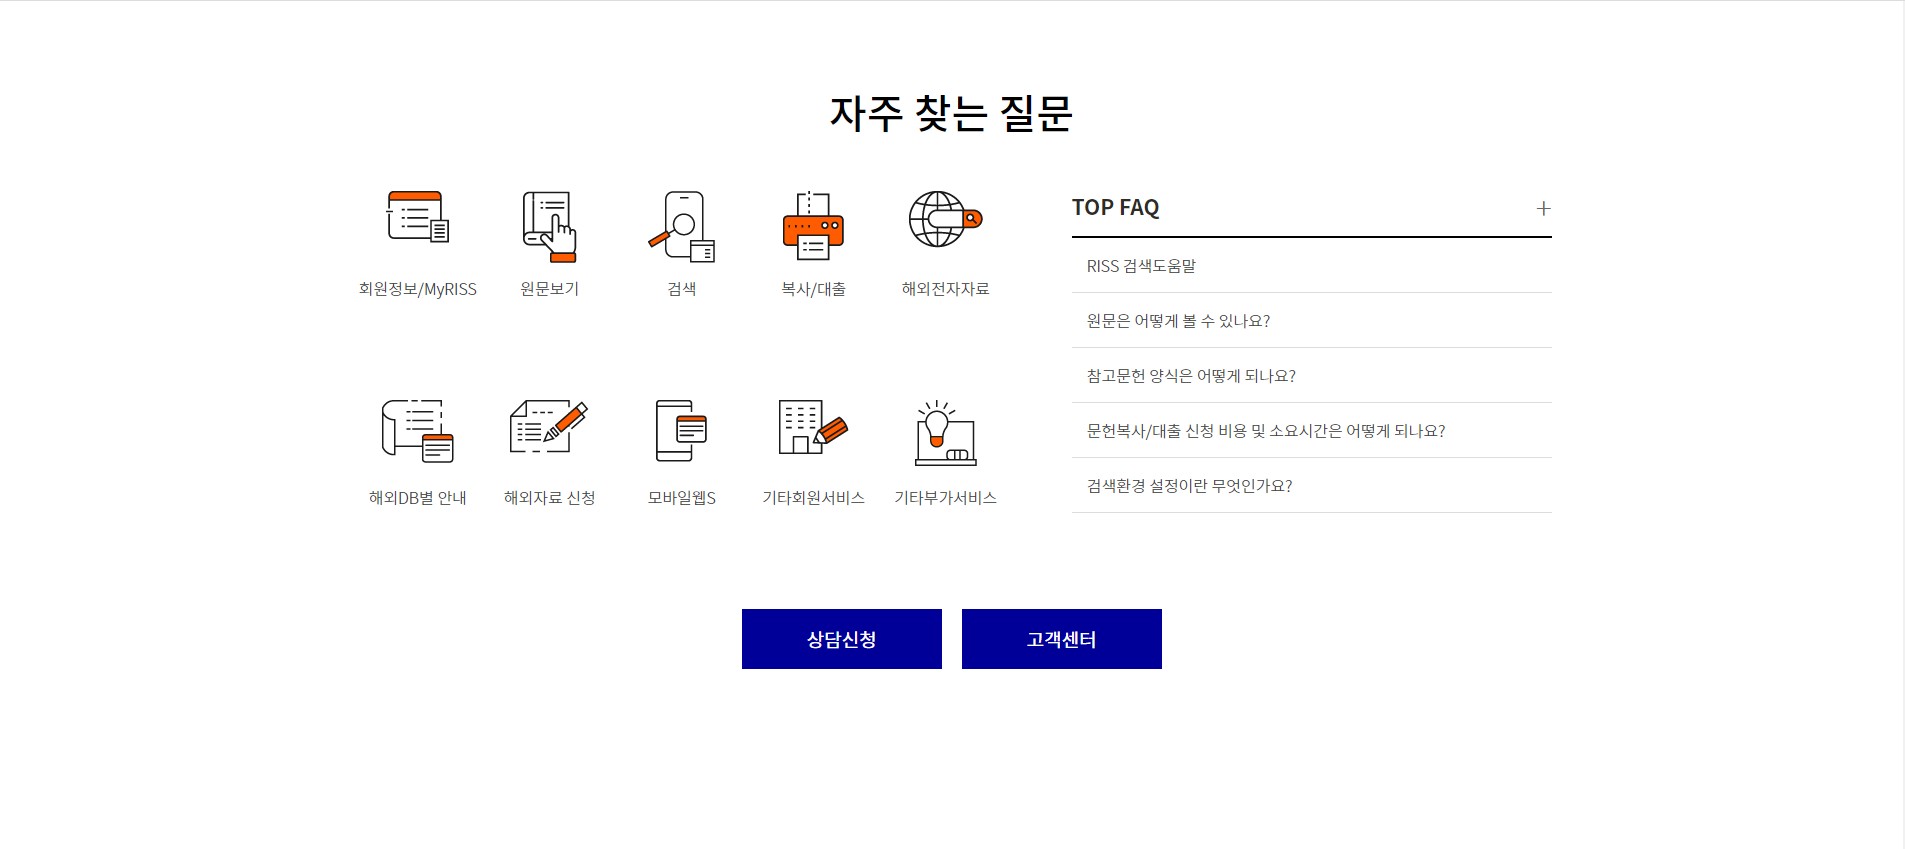 자주 찾는 질문
회원정보/MyRISS
원문보기
검색
복사/대출
해외전자자료
해외DB별 안내
해외자료 신청
모바일웹S
기타회원서비스
기타부가서비스
TOP FAQ
RISS 검색도움말
원문은 어떻게 볼 수 있나요?
참고문헌 양식은 어떻게 되나요?
문헌복사/대출 신청 비용 및 소요시간은 어떻게 되나요?
검색환경 설정이란 무엇인가요?
상담신청
고객센터